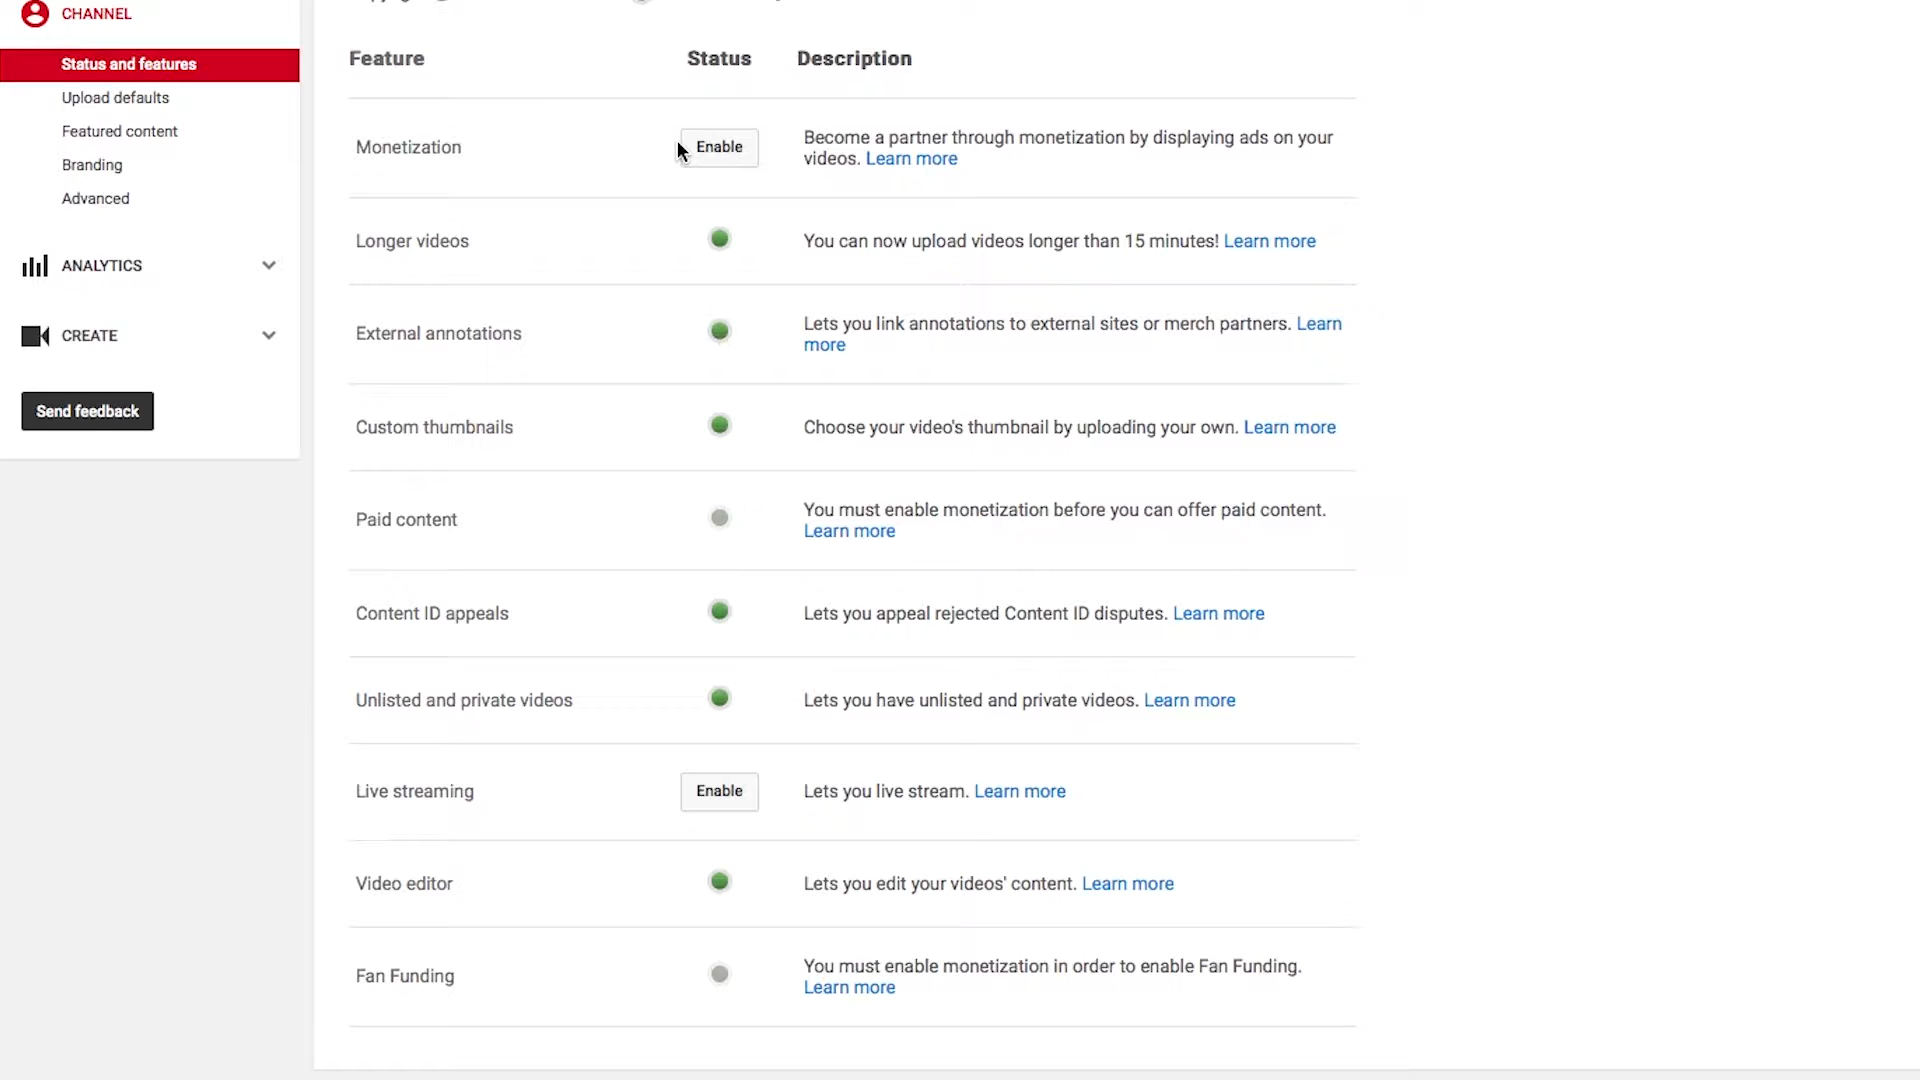 CHANNEL
Status and features
Upload defaults
Featured content
Branding
Advanced
ANALYTICS
CREATE
Send feedback
Feature Status Description
Monetization Enable Become a partner through monetization by displaying ads on your
videos. Learn more
Longer videos You can now upload videos longer than 15 minutes! Learn more
External annotations Lets you link annotations to external sites or merch partners. Learn
more
Custom thumbnails Choose your video's thumbnail by uploading your own. Learn more
Paid content You must enable monetization before you can offer paid content.
Learn more
Content ID appeals Lets you appeal rejected Content ID disputes. Learn more
Unlisted and private videos Lets you have unlisted and private videos. Learn more
Live streaming Enable Lets you live stream. Learn more
Video editor Lets you edit your videos' content. Learn more
Fan Funding You must enable monetization in order to enable Fan Funding.
Learn more